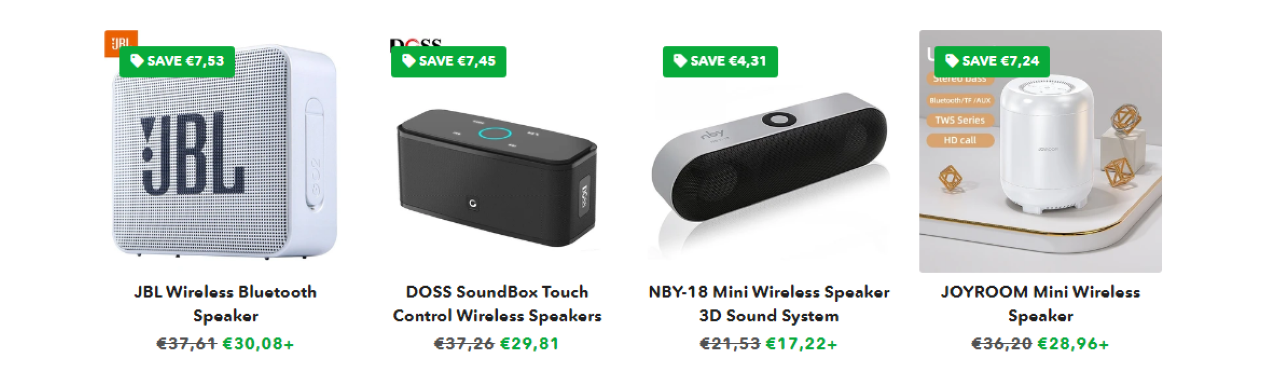 JBL
SAVE €7,53
JBL
GO2
JBL Wireless Bluetooth
Speaker
€37,61 €30,08+
DOSS
SAVE €7,45
DOSS
DOSS SoundBox Touch
Control Wireless Speakers
€37,26 €29,81
SAVE €4,31
nby
NBY-18 Mini Wireless Speaker
3D Sound System
€21,53 €17,22+
SAVE €7,24
Stereo bass
Bluetooth/TF /AUX
TWS Series
HD call
JOYROOM Mini Wireless
Speaker
€36,20 €28,96+